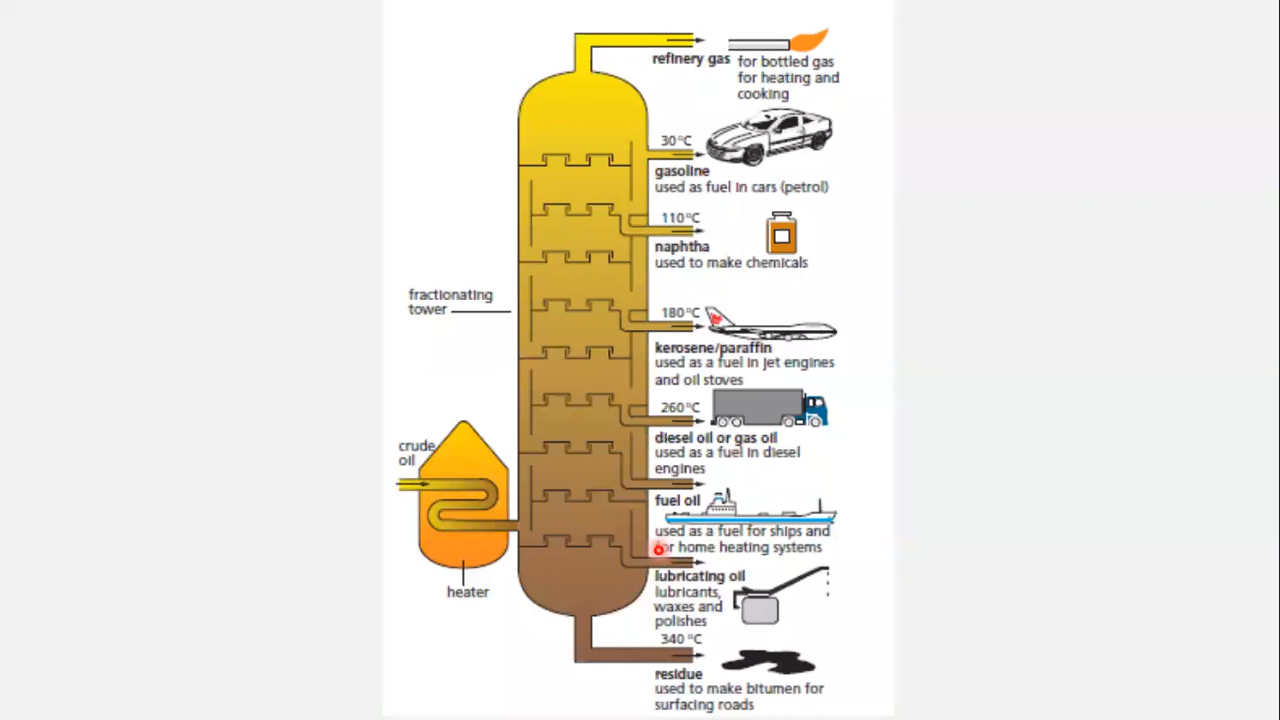 refinery gas
for bottled gas
for heating and
cooking
30°C
gasoline
used as fuel in cars (petrol)
110°C
naphtha
used to make chemicals
fractionating
tower
180°C
kerosene/paraffin
used as a fuel in jet engines
and oil stoves
260°C
diesel oil or gas oil
used as a fuel in diesel
engines
crude
oil
fuel oil
used as a fuel for ships and
for home heating systems
heater
lubricating oil
lubricants,
waxes and
polishes
340°C
residue
used to make bitumen for
surfacing roads